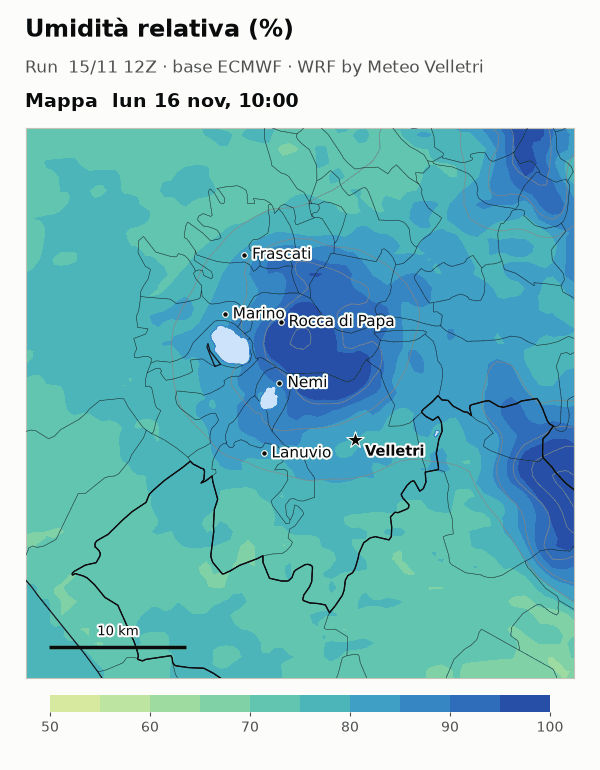 Umidità relativa (%)
Run  15/11 12Z · base ECMWF · WRF by Meteo Velletri
Mappa  lun 16 nov, 10:00
Frascati
Marino
Rocca di Papa
Nemi
Velletri
Lanuvio
10 km
50 60 70 80 90 100